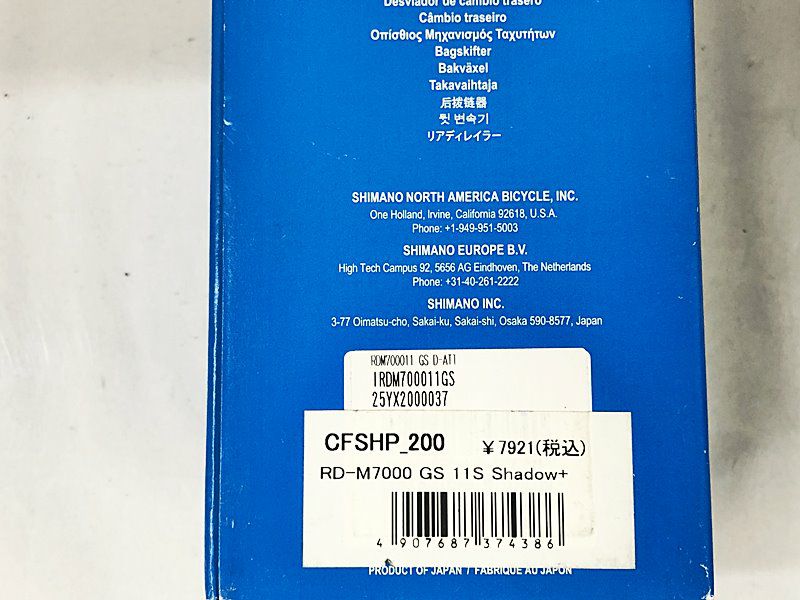 Desviador de cambio trasero
Câmbio traseiro
Οπίσθιος Μηχανισμός Ταχυτήτων
Bagskifter
Bakväxel
Takavaihtaja
后拨链器
뒷 변속기
リアディレイラー
SHIMANO NORTH AMERICA BICYCLE, INC.
One Holland, Irvine, California 92618, U.S.A.
Phone: +1-949-951-5003
SHIMANO EUROPE B.V.
High Tech Campus 92, 5656 AG Eindhoven, The Netherlands
Phone: +31-40-261-2222
SHIMANO INC.
3-77 Oimatsu-cho, Sakai-ku, Sakai-shi, Osaka 590-8577, Japan
RDM700011 GS D-ATI
IRDM700011GS
25YX2000037
CFSHP_200 ¥7921(税込)
RD-M7000 GS 11S Shadow+
4 907687 374386
PRODUCT OF JAPAN / FABRIQUÉ AU JAPON